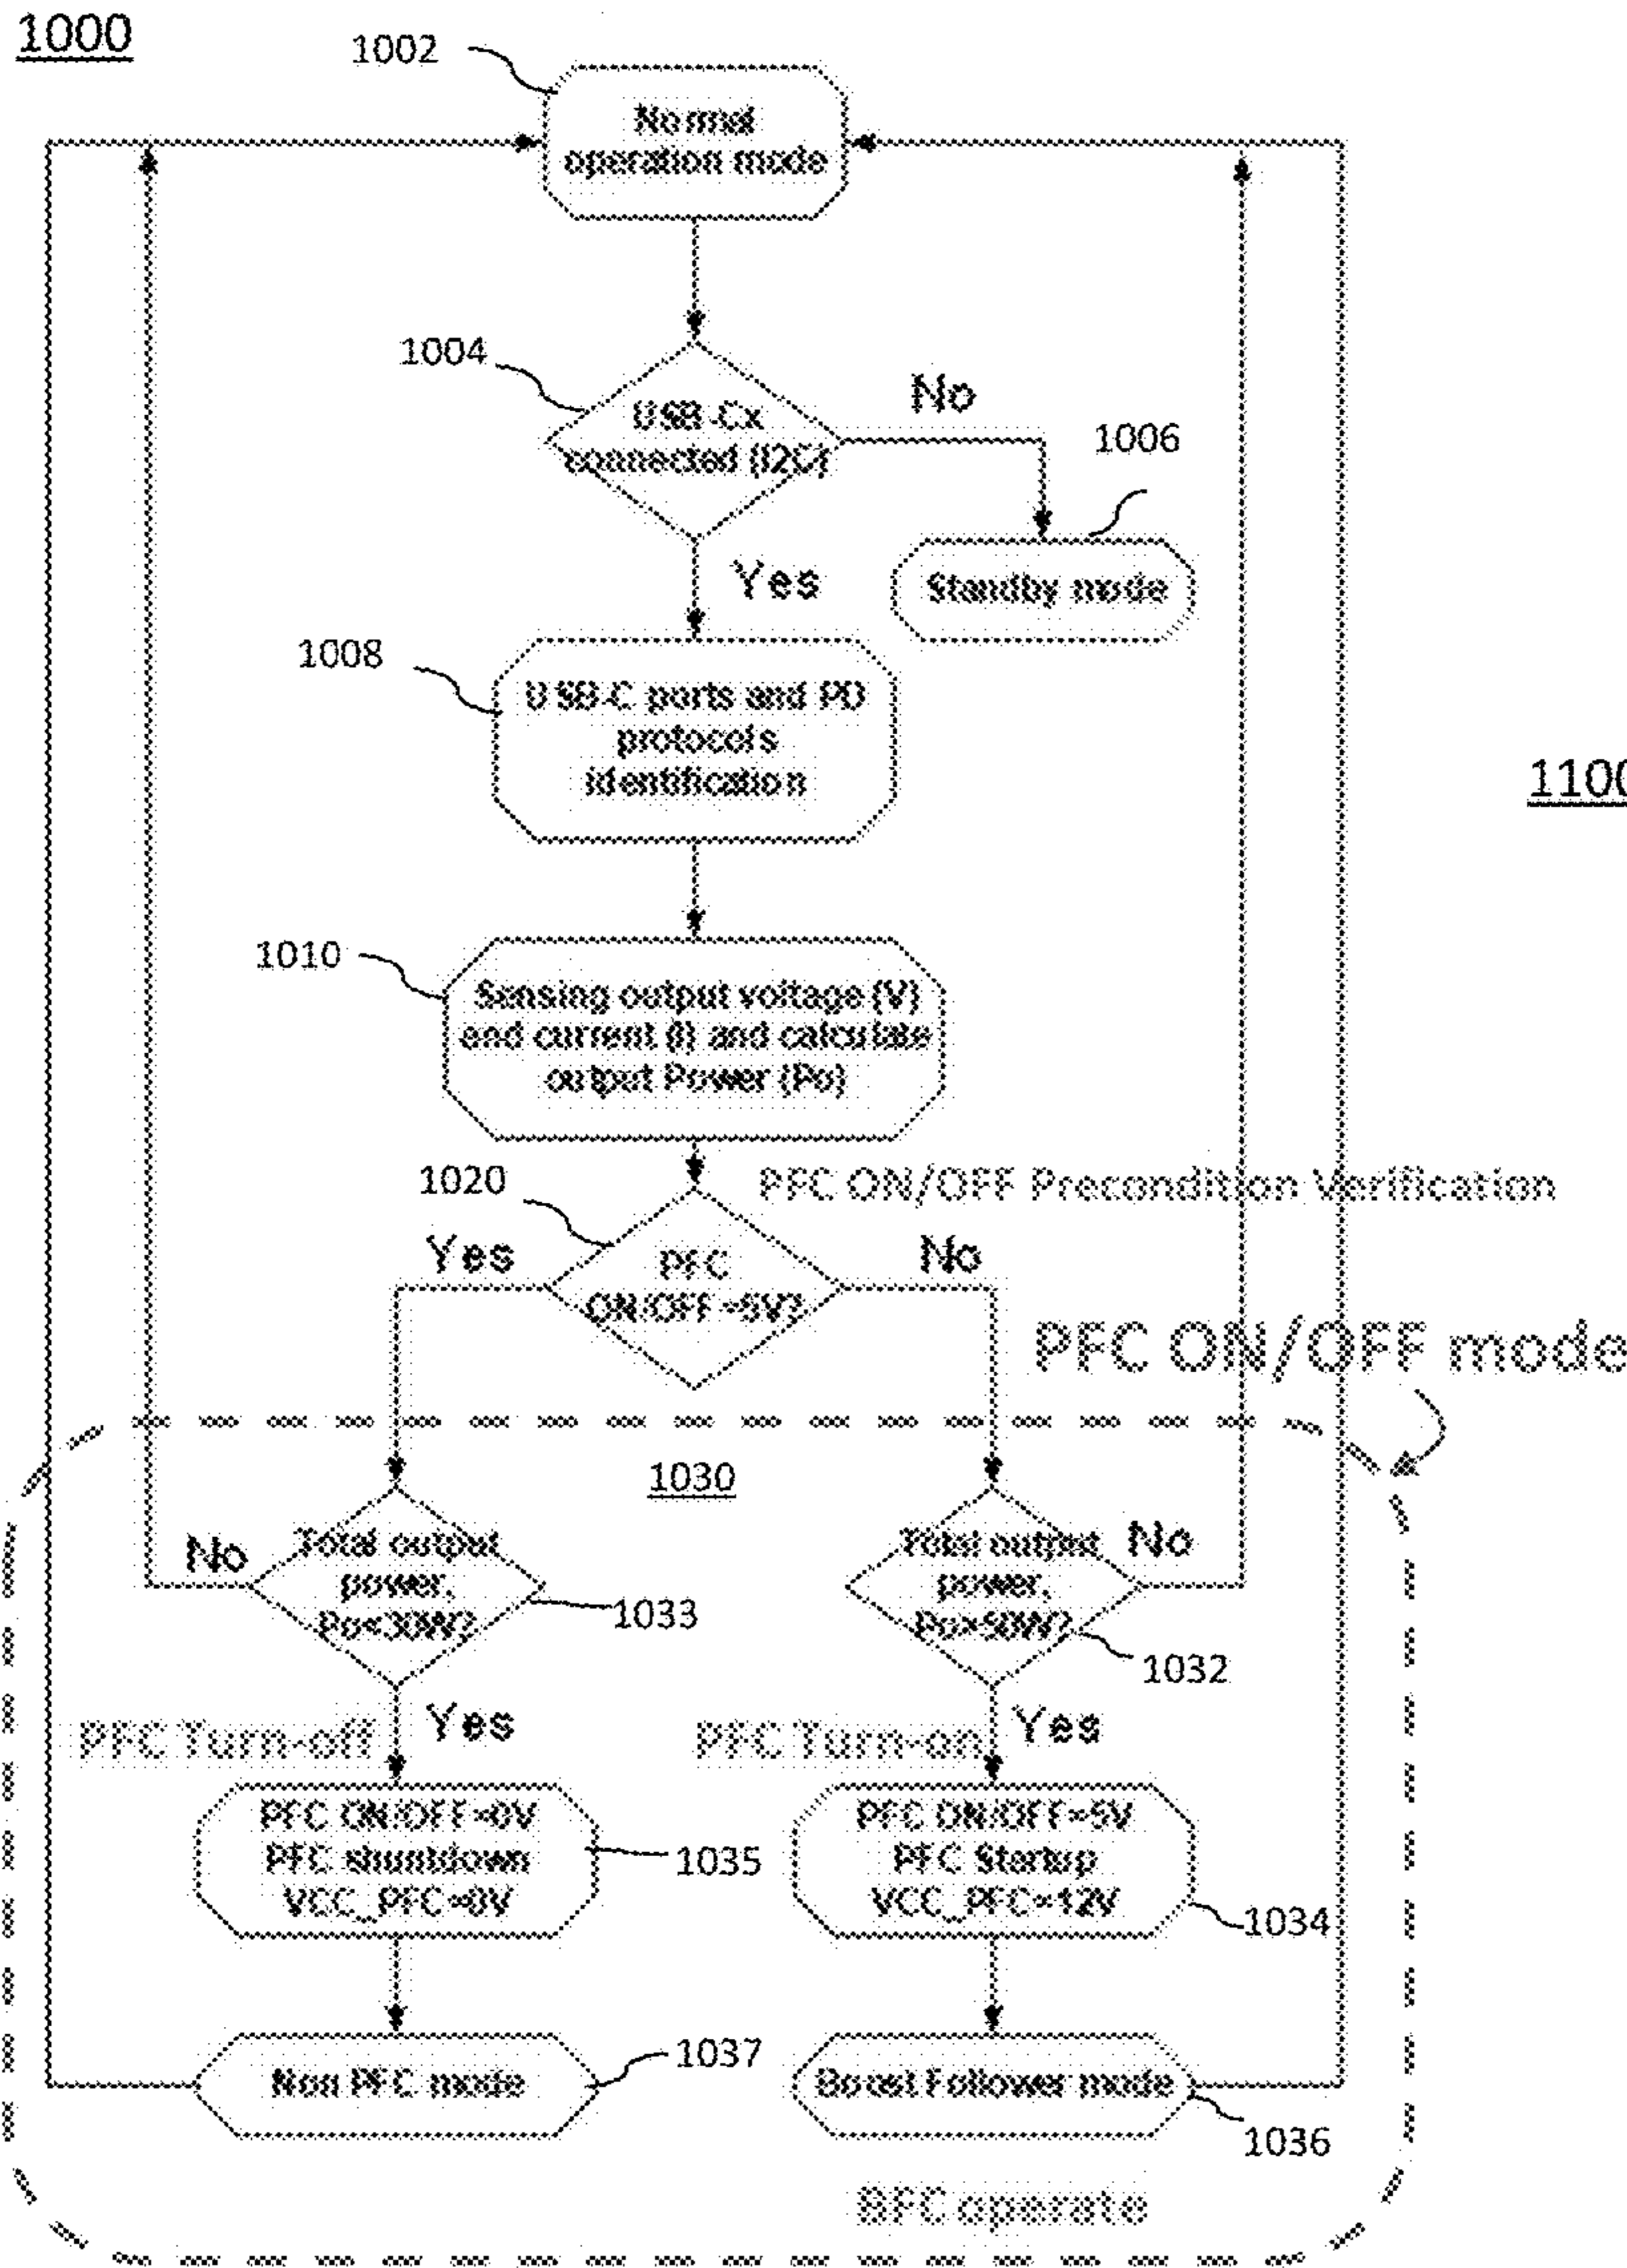 1000
1002
Normal
operation mode
1004
USB-Cx
connected (I2C)
No
1006
Standby mode
Yes
1008
USB-C ports and PD
protocols
identification
1100
1010
Sensing output voltage (V)
and current (I) and calculate
output Power (Po)
1020
PFC ON/OFF Precondition Verification
Yes
PFC
ON/OFF=5V?
No
PFC ON/OFF mode
1030
No
Total output
power,
Po<30W?
1033
Total output
power,
Po>50W?
No
1032
PFC Turn-off
Yes
PFC Turn-on
Yes
PFC ON/OFF=0V
PFC shuntdown
VCC_PFC=0V
1035
PFC ON/OFF=5V
PFC Startup
VCC_PFC=12V
1034
Non PFC mode
1037
Boost Follower mode
1036
BFC operate